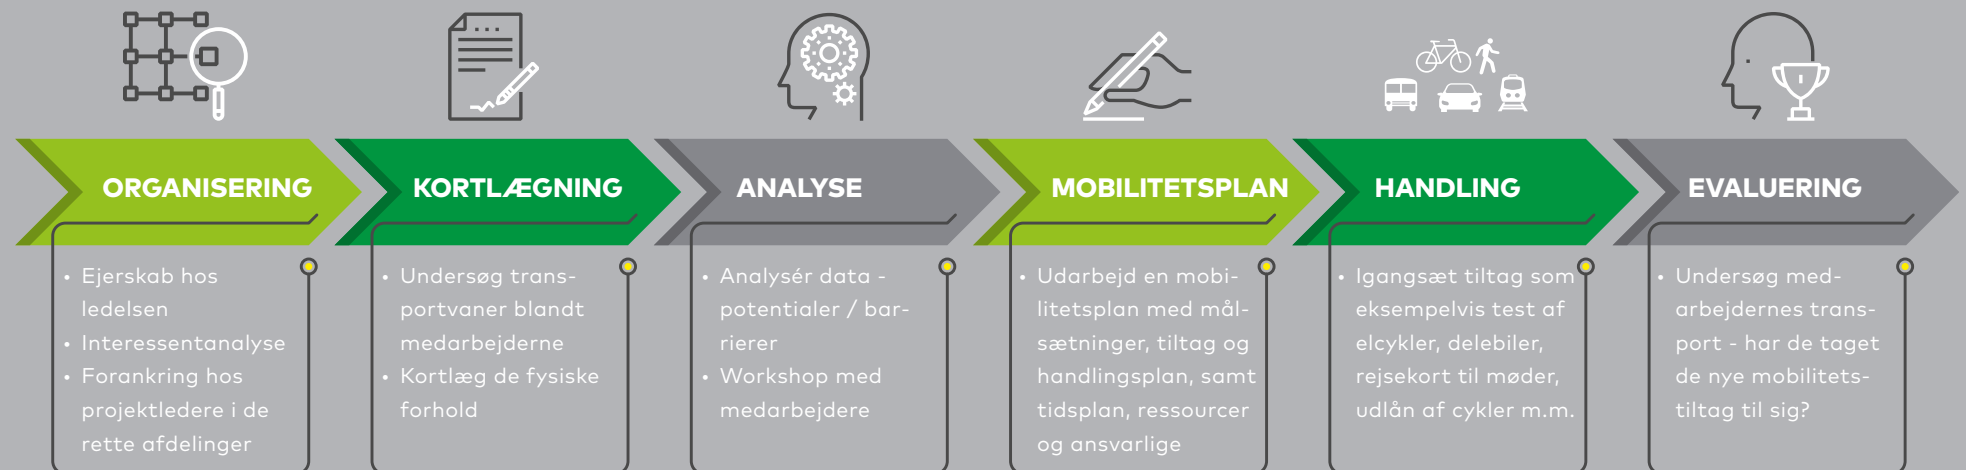 ORGANISERING
• Ejerskab hos
ledelsen
• Interessentanalyse
• Forankring hos
projektledere i de
rette afdelinger
KORTLÆGNING
• Undersøg trans-
portvaner blandt
medarbejderne
• Kortlæg de fysiske
forhold
ANALYSE
• Analysér data -
potentialer / bar-
rierer
• Workshop med
medarbejdere
MOBILITETSPLAN
• Udarbejd en mobi-
litetsplan med mål-
sætninger, tiltag og
handlingsplan, samt
tidsplan, ressourcer
og ansvarlige
HANDLING
• Igangsæt tiltag som
eksempelvis test af
elcykler, delebiler,
rejsekort til møder,
udlån af cykler m.m.
EVALUERING
• Undersøg med-
arbejdernes trans-
port - har de taget
de nye mobilitets-
tiltag til sig?